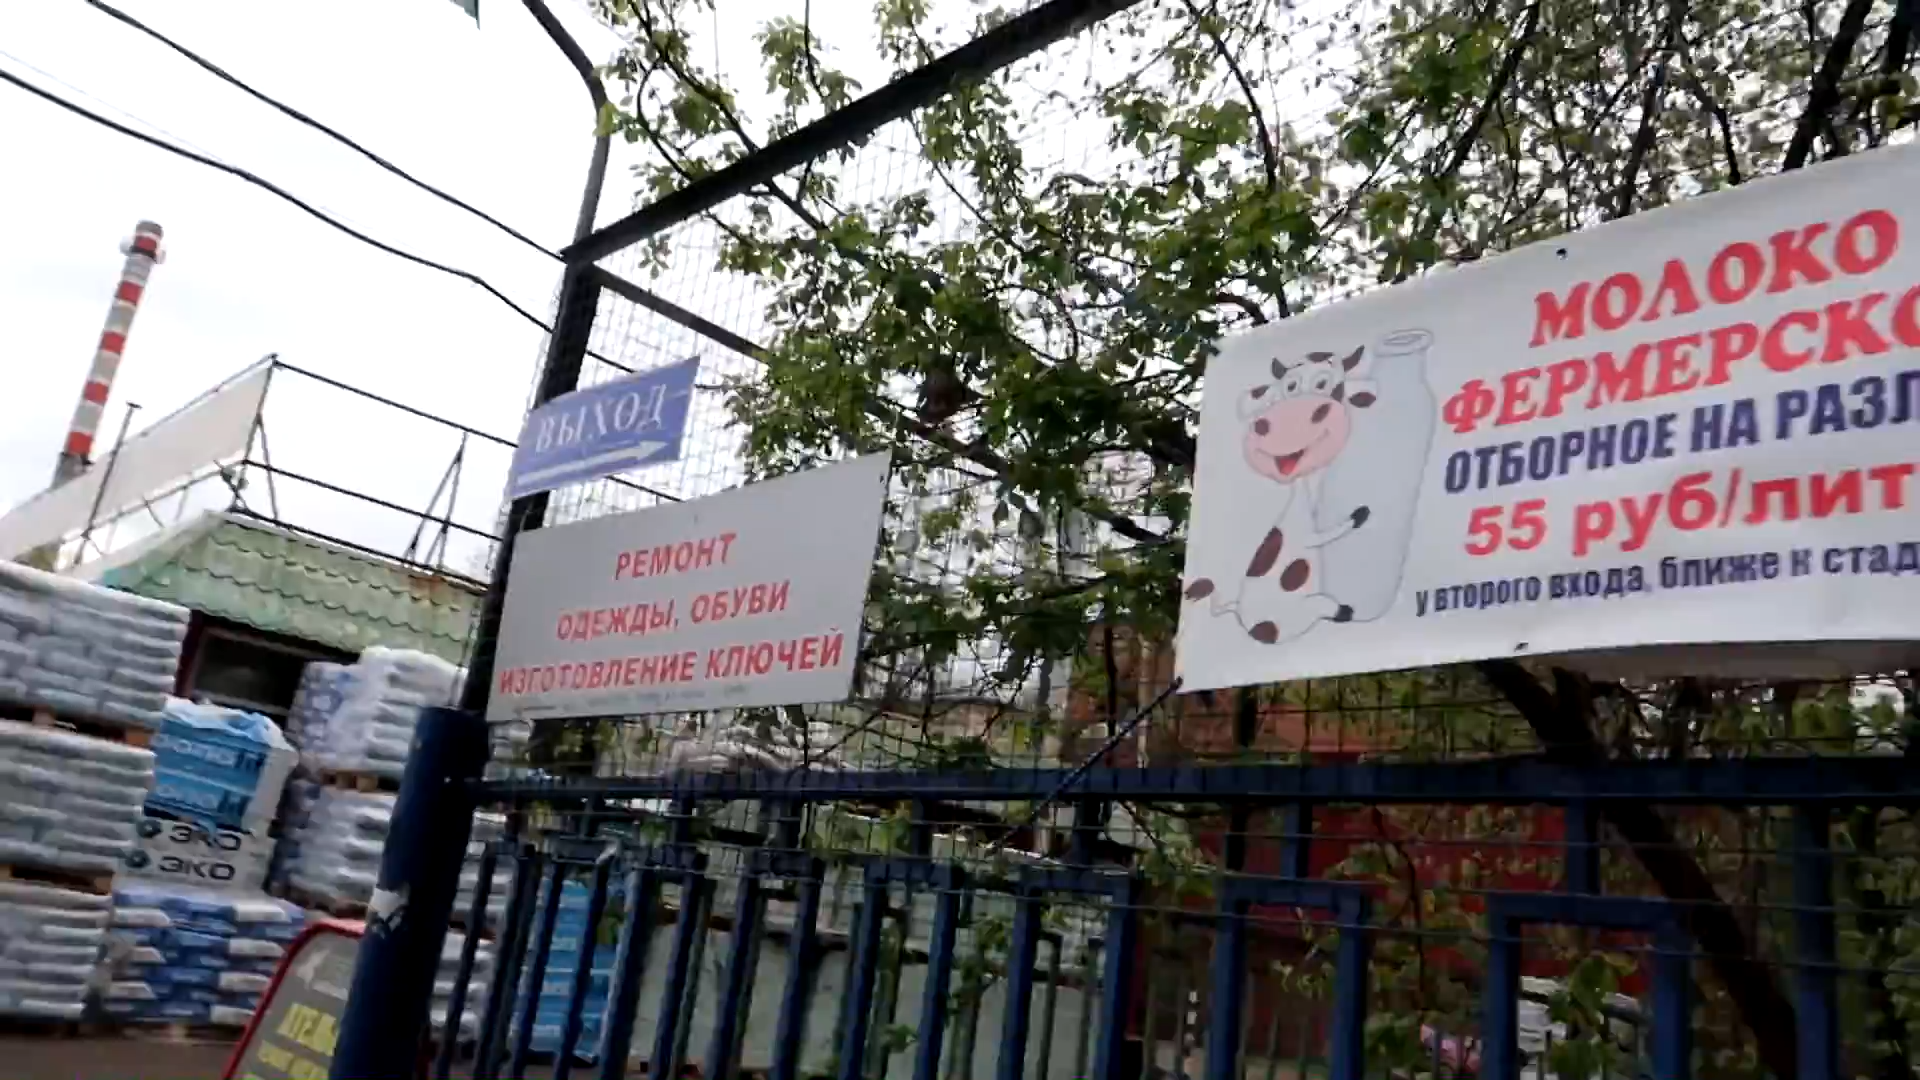 ВЫХОД
РЕМОНТ
ОДЕЖДЫ, ОБУВИ
ИЗГОТОВЛЕНИЕ КЛЮЧЕЙ
МОЛОКО
ФЕРМЕРСКО
ОТБОРНОЕ НА РАЗЛ
55 руб/лит
у второго входа, ближе к стад
ЭКО
ЭКО